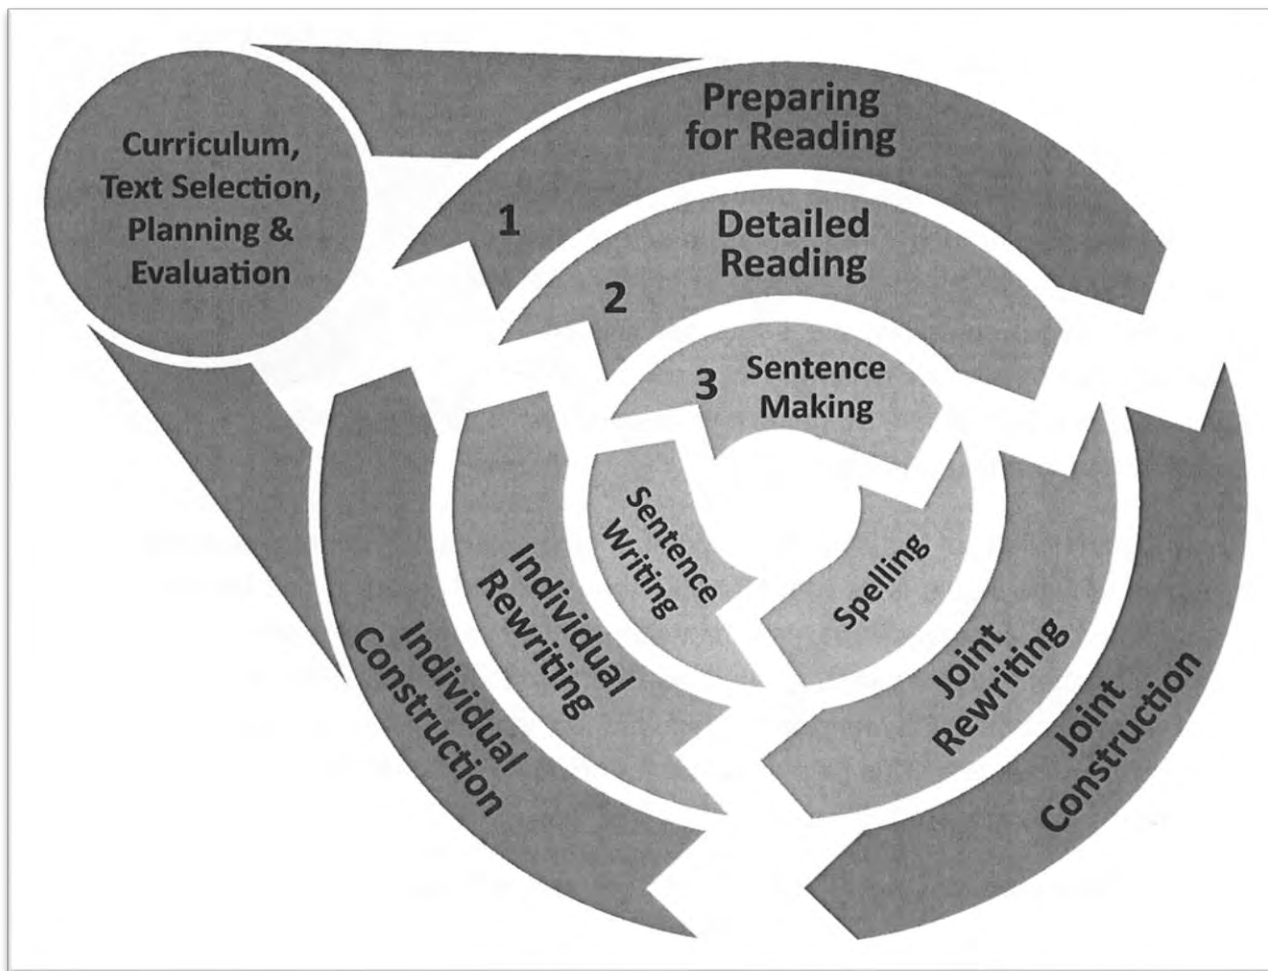 Curriculum,
Text Selection,
Planning &
Evaluation
Preparing
for Reading
1
Detailed
Reading
2
3
Sentence
Making
Sentence
Writing
Spelling
Individual
Rewriting
Joint
Rewriting
Individual
Construction
Joint
Construction